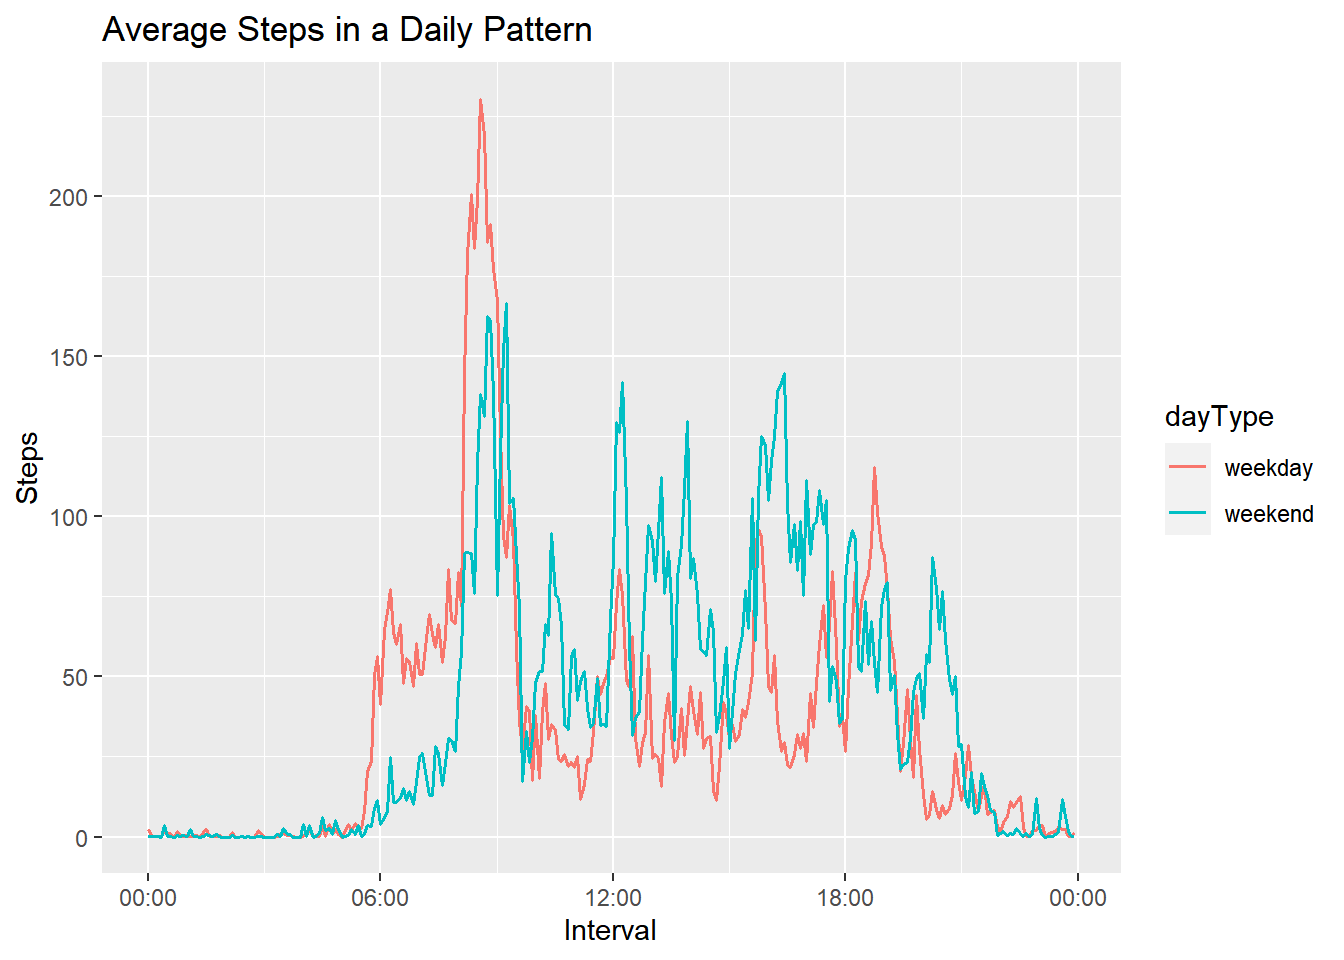 Average Steps in a Daily Pattern
Steps
200
150
100
50
0
00:00 06:00 12:00 18:00 00:00
Interval
dayType
weekday
weekend